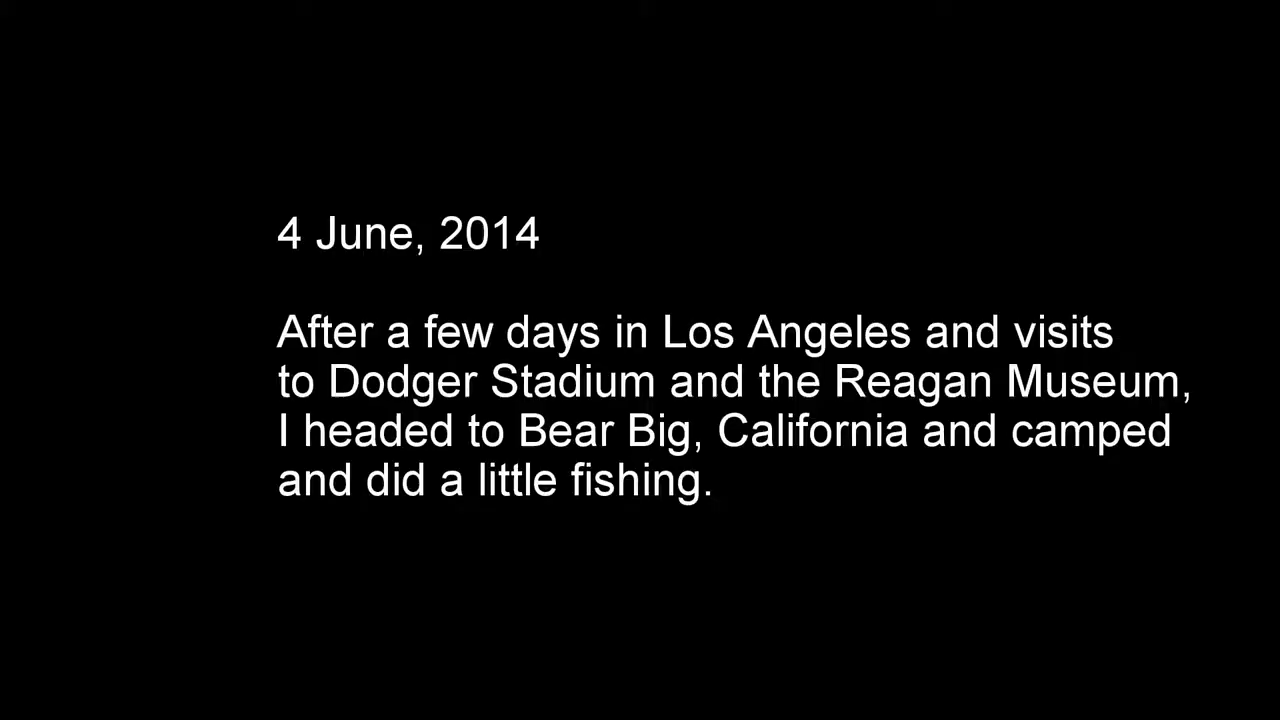 4 June, 2014
After a few days in Los Angeles and visits
to Dodger Stadium and the Reagan Museum,
I headed to Bear Big, California and camped
and did a little fishing.